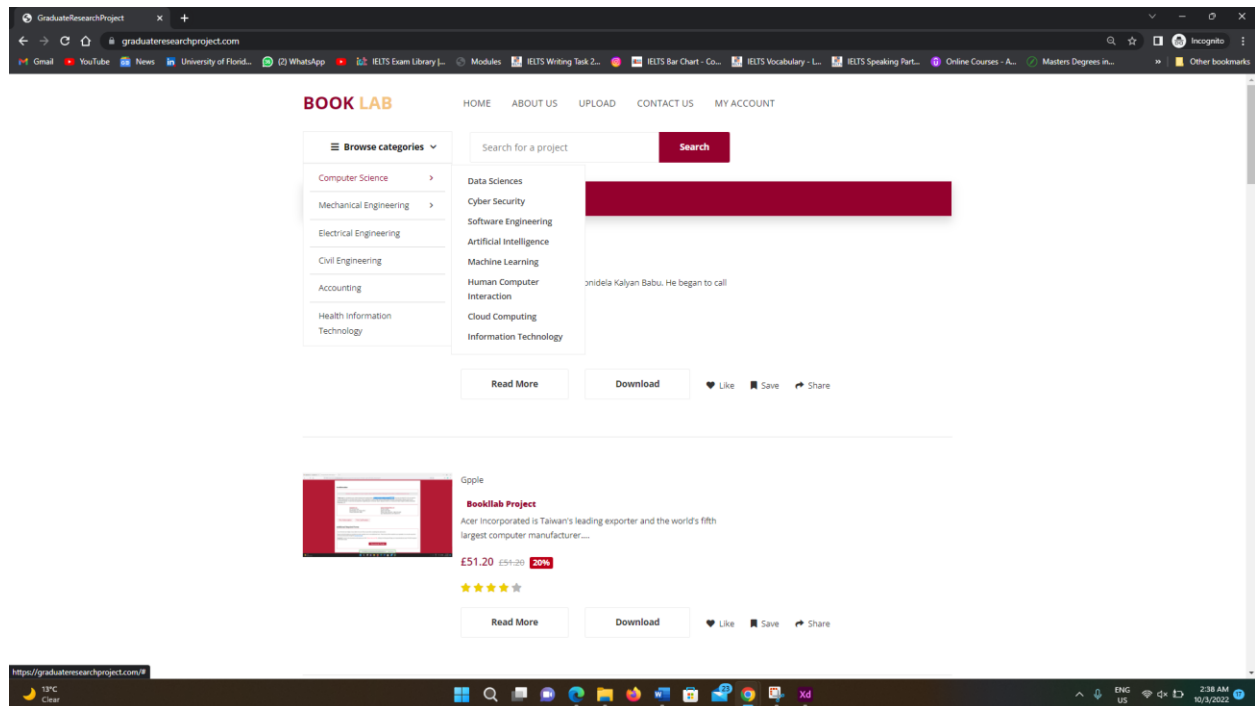 GraduateResearchProject
graduateresearchproject.com
Incognito
Gmail
YouTube
News
University of Florid...
(2) WhatsApp
IELTS Exam Library |...
Modules
IELTS Writing Task 2...
IELTS Bar Chart - Co...
IELTS Vocabulary - L...
IELTS Speaking Part...
Online Courses - A...
Masters Degrees in...
»
Other bookmarks
BOOK LAB
HOME
ABOUT US
UPLOAD
CONTACT US
MY ACCOUNT
Browse categories
Search for a project
Search
Computer Science
Mechanical Engineering
Electrical Engineering
Civil Engineering
Accounting
Health Information
Technology
Data Sciences
Cyber Security
Software Engineering
Artificial Intelligence
Machine Learning
Human Computer
Interaction
Cloud Computing
Information Technology
onidela Kalyan Babu. He began to call
Read More
Download
Like
Save
Share
Gpple
Bookllab Project
Acer Incorporated is Taiwan's leading exporter and the world's fifth
largest computer manufacturer....
£51.20 £51.20 20%
Read More
Download
Like
Save
Share
https://graduateresearchproject.com/#
13°C
Clear
23
Xd
ENG
US
2:38 AM
10/3/2022
17